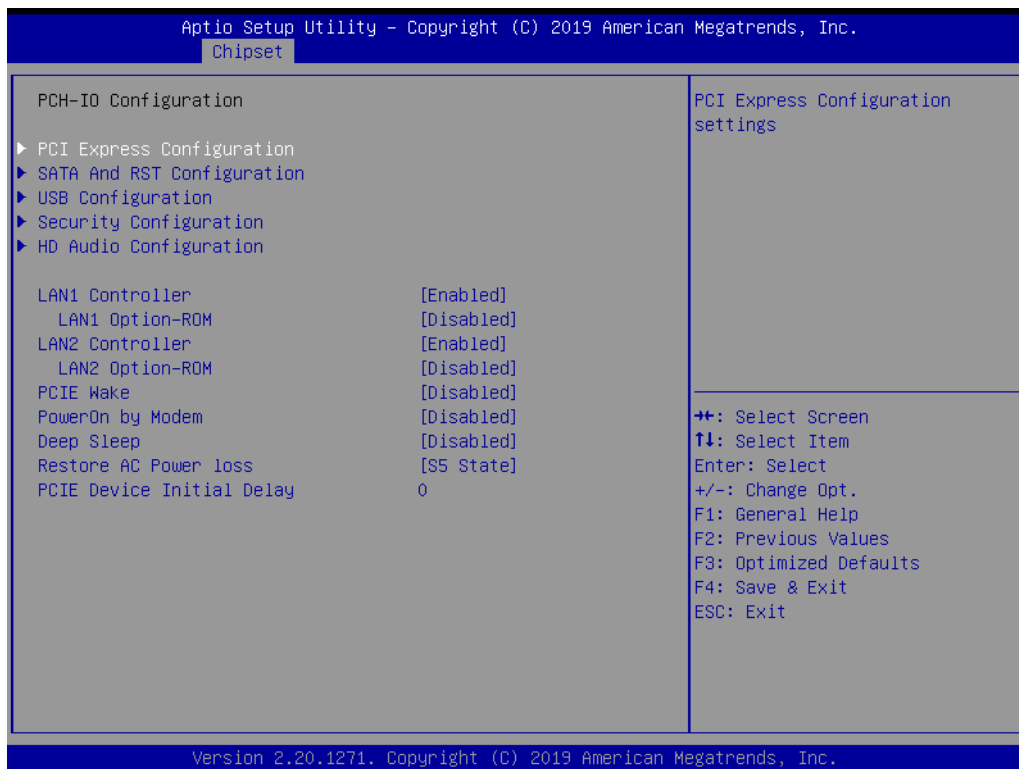 Aptio Setup Utility – Copyright (C) 2019 American Megatrends, Inc.
Chipset
PCH-IO Configuration
PCI Express Configuration
SATA And RST Configuration
USB Configuration
Security Configuration
HD Audio Configuration
LAN1 Controller [Enabled]
LAN1 Option-ROM [Disabled]
LAN2 Controller [Enabled]
LAN2 Option-ROM [Disabled]
PCIE Wake [Disabled]
PowerOn by Modem [Disabled]
Deep Sleep [Disabled]
Restore AC Power loss [S5 State]
PCIE Device Initial Delay 0
PCI Express Configuration
settings
→←: Select Screen
↑↓: Select Item
Enter: Select
+/-: Change Opt.
F1: General Help
F2: Previous Values
F3: Optimized Defaults
F4: Save & Exit
ESC: Exit
Version 2.20.1271. Copyright (C) 2019 American Megatrends, Inc.